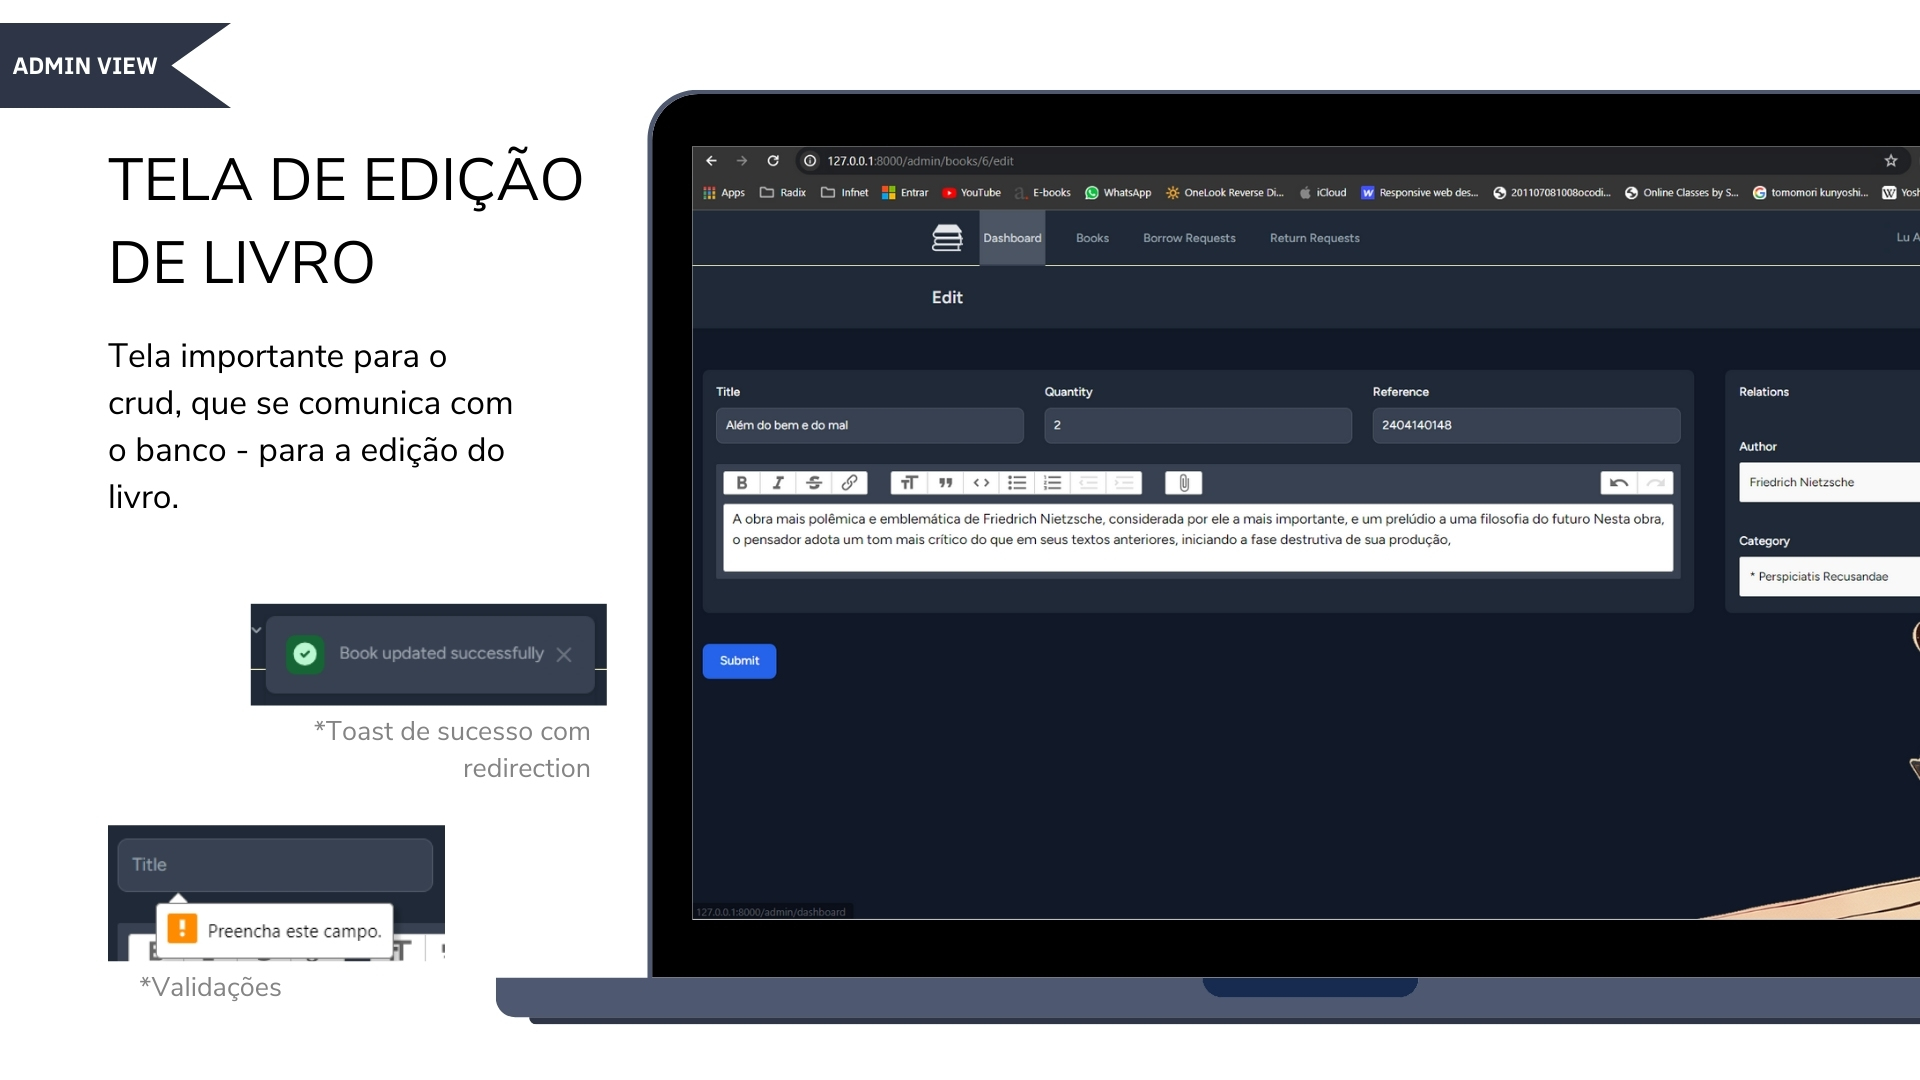 ADMIN VIEW
TELA DE EDIÇÃO
DE LIVRO
Tela importante para o
crud, que se comunica com
o banco - para a edição do
livro.
Book updated successfully
*Toast de sucesso com
redirection
Title
Preencha este campo.
*Validações
127.0.0.1:8000/admin/books/6/edit
Apps Radix Infnet Entrar YouTube E-books WhatsApp OneLook Reverse Di... iCloud Responsive web des... 201107081008ocodi... Online Classes by S... tomomori kunyoshi...
Dashboard Books Borrow Requests Return Requests Lu
Edit
Title Quantity Reference
Além do bem e do mal 2 2404140148
A obra mais polêmica e emblemática de Friedrich Nietzsche, considerada por ele a mais importante, e um prelúdio a uma filosofia do futuro Nesta obra,
o pensador adota um tom mais crítico do que em seus textos anteriores, iniciando a fase destrutiva de sua produção,
Relations
Author
Friedrich Nietzsche
Category
* Perspiciatis Recusandae
Submit
127.0.0.1:8000/admin/dashboard